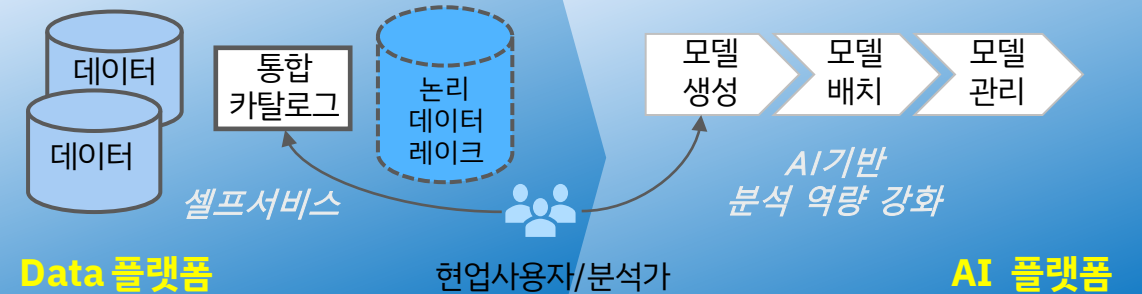 데이터
데이터
통합
카탈로그
논리
데이터
레이크
모델
생성
모델
배치
모델
관리
셀프서비스
AI기반
분석 역량 강화
Data 플랫폼
현업사용자/분석가
AI 플랫폼